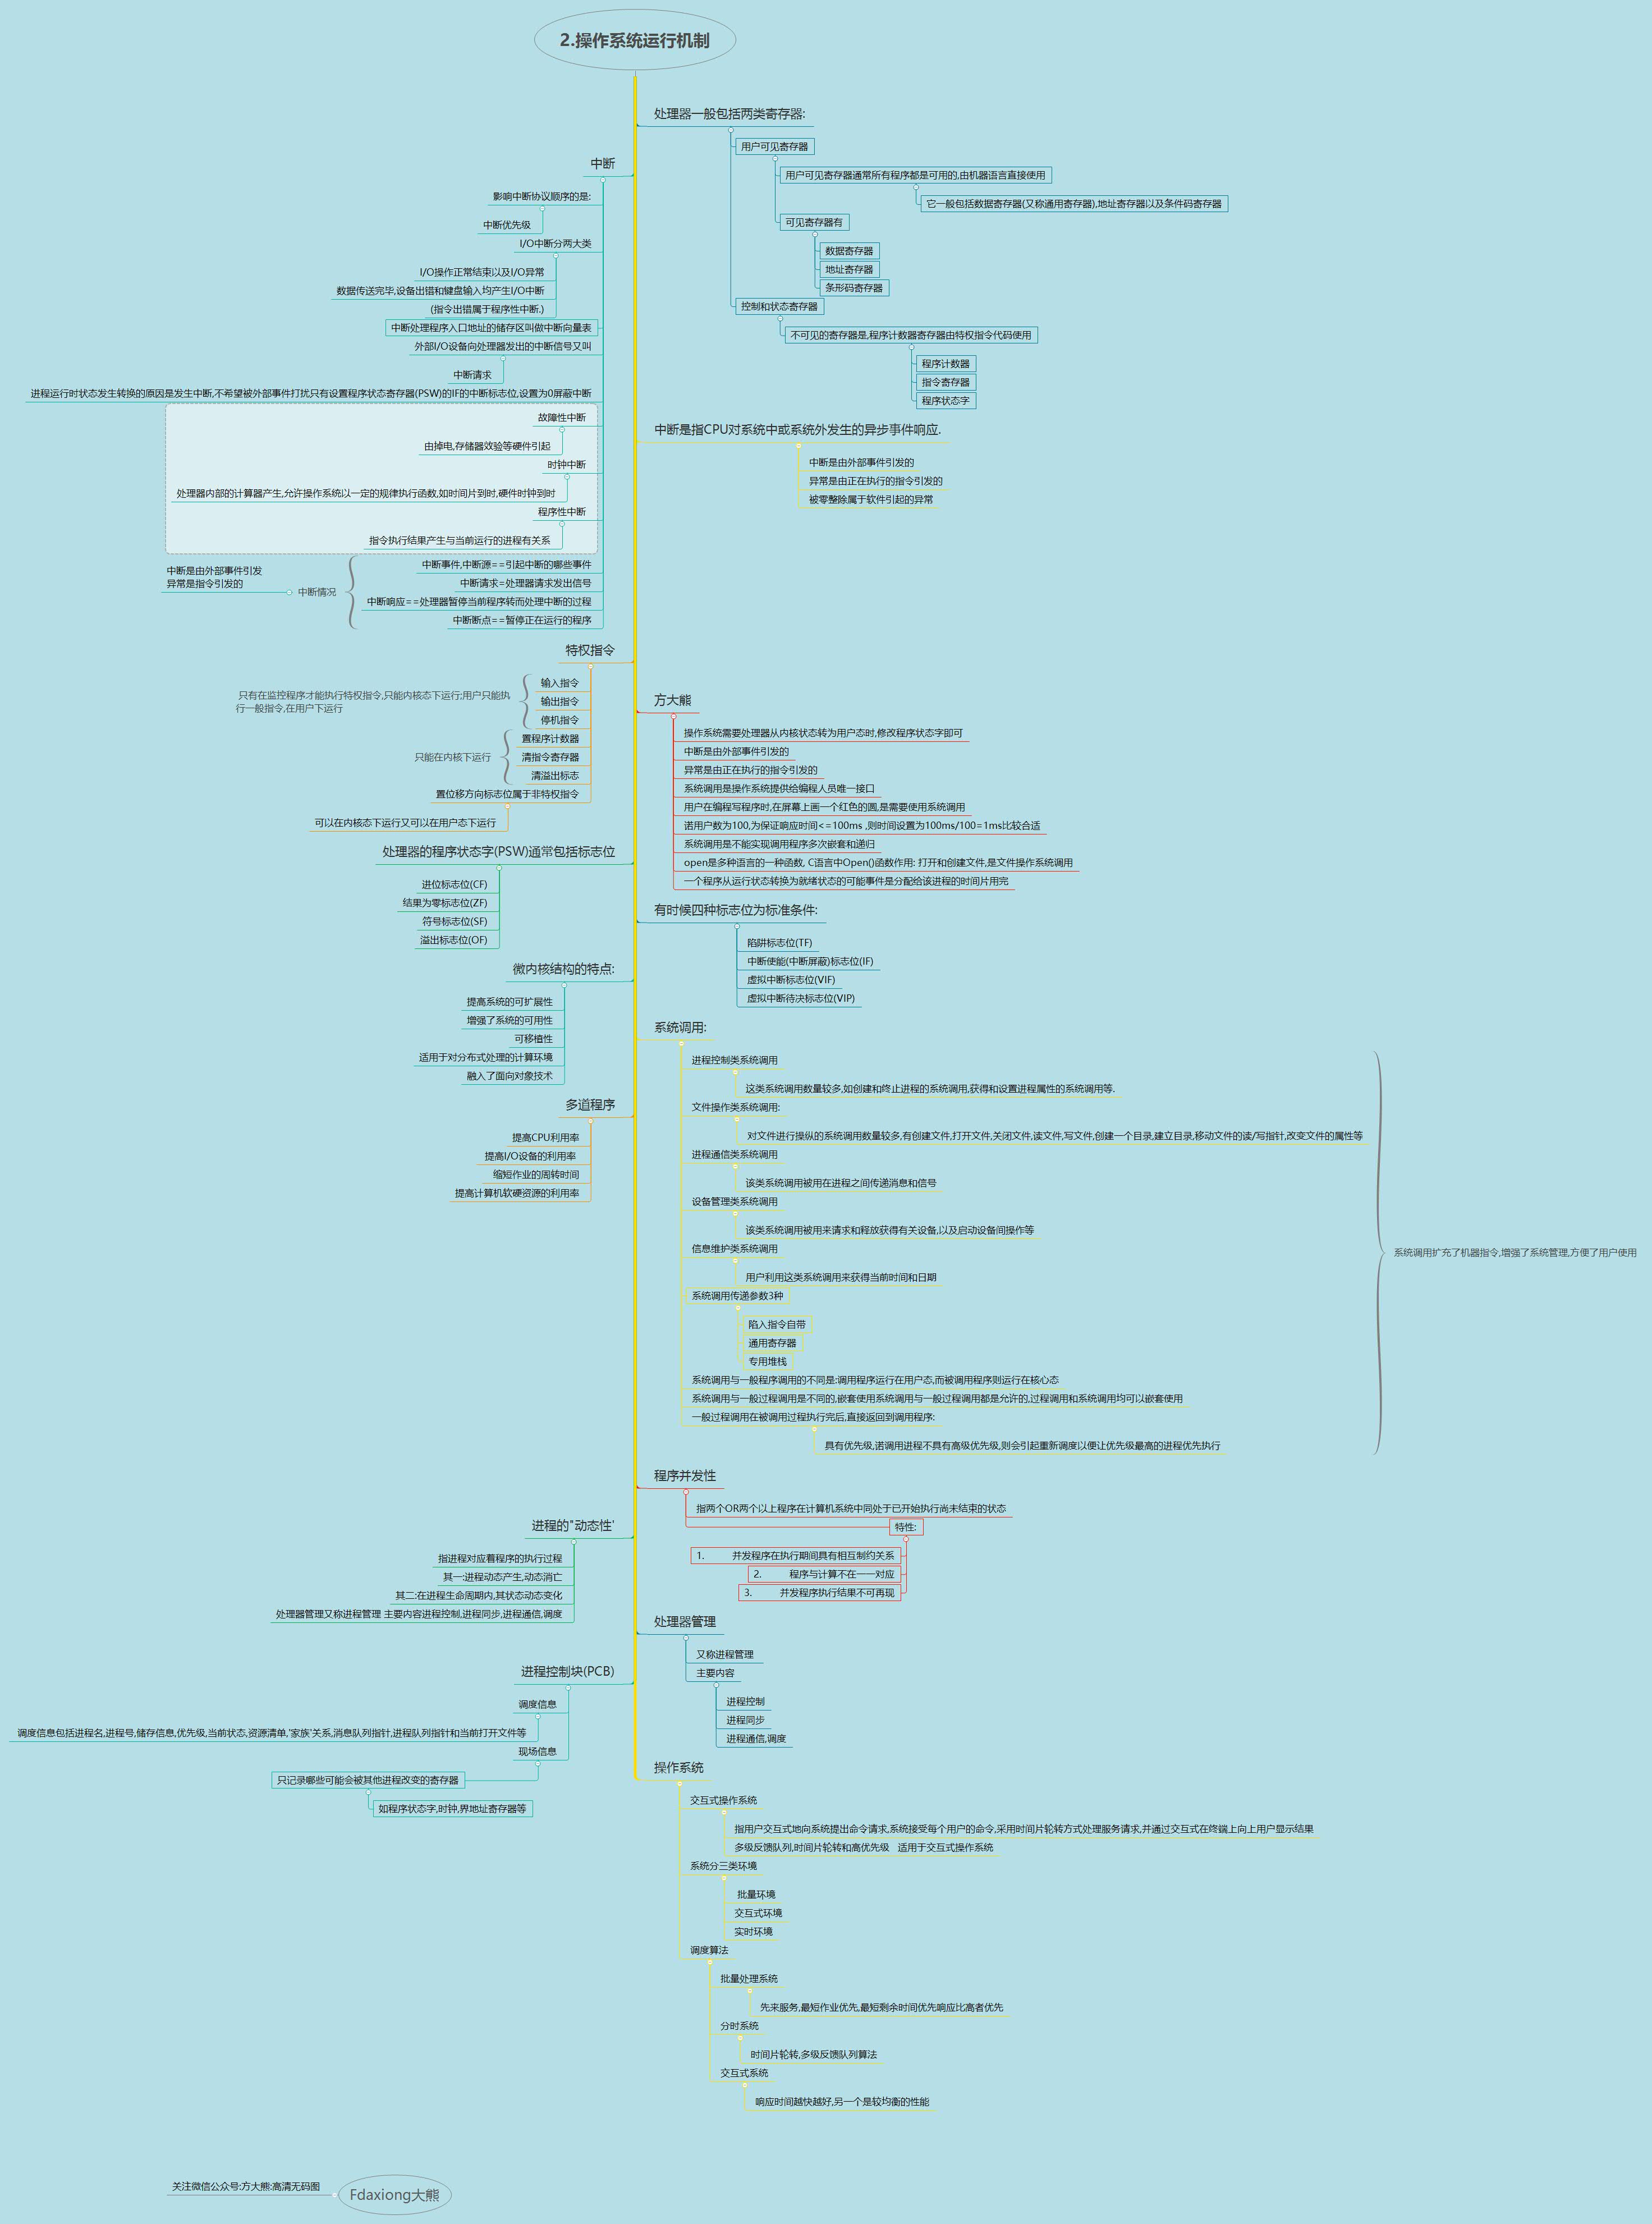 2.操作系统运行机制
处理器一般包括两类寄存器:
用户可见寄存器
用户可见寄存器通常所有程序都是可用的,由机器语言直接使用
它一般包括数据寄存器(又称通用寄存器),地址寄存器以及条件码寄存器
可见寄存器有
数据寄存器
地址寄存器
条形码寄存器
控制和状态寄存器
不可见的寄存器是,程序计数器寄存器由特权指令代码使用
程序计数器
指令寄存器
程序状态字
中断
影响中断协议顺序的是:
中断优先级
I/O中断分两大类
I/O操作正常结束以及I/O异常
数据传送完毕,设备出错和键盘输入均产生I/O中断
(指令出错属于程序性中断.)
中断处理程序入口地址的储存区叫做中断向量表
外部I/O设备向处理器发出的中断信号又叫
中断请求
进程运行时状态发生转换的原因是发生中断,不希望被外部事件打扰只有设置程序状态寄存器(PSW)的IF的中断标志位,设置为0屏蔽中断
故障性中断
由掉电,存储器效验等硬件引起
时钟中断
处理器内部的计算器产生,允许操作系统以一定的规律执行函数,如时间片到时,硬件时钟到时
程序性中断
指令执行结果产生与当前运行的进程有关系
中断事件,中断源==引起中断的哪些事件
中断请求=处理器请求发出信号
中断响应==处理器暂停当前程序转而处理中断的过程
中断断点==暂停正在运行的程序
中断情况
中断是由外部事件引发
异常是指令引发的
中断是指CPU对系统中或系统外发生的异步事件响应.
中断是由外部事件引发的
异常是由正在执行的指令引发的
被零整除属于软件引起的异常
特权指令
输入指令
输出指令
停机指令
只有在监控程序才能执行特权指令,只能内核态下运行;用户只能执
行一般指令,在用户下运行
置程序计数器
清指令寄存器
清溢出标志
只能在内核下运行
置位移方向标志位属于非特权指令
可以在内核态下运行又可以在用户态下运行
方大熊
操作系统需要处理器从内核状态转为用户态时,修改程序状态字即可
中断是由外部事件引发的
异常是由正在执行的指令引发的
系统调用是操作系统提供给编程人员唯一接口
用户在编程写程序时,在屏幕上画一个红色的圆,是需要使用系统调用
诺用户数为100,为保证响应时间<=100ms ,则时间设置为100ms/100=1ms比较合适
系统调用是不能实现调用程序多次嵌套和递归
open是多种语言的一种函数, C语言中Open()函数作用: 打开和创建文件,是文件操作系统调用
一个程序从运行状态转换为就绪状态的可能事件是分配给该进程的时间片用完
处理器的程序状态字(PSW)通常包括标志位
进位标志位(CF)
结果为零标志位(ZF)
符号标志位(SF)
溢出标志位(OF)
有时候四种标志位为标准条件:
陷阱标志位(TF)
中断使能(中断屏蔽)标志位(IF)
虚拟中断标志位(VIF)
虚拟中断待决标志位(VIP)
微内核结构的特点:
提高系统的可扩展性
增强了系统的可用性
可移植性
适用于对分布式处理的计算环境
融入了面向对象技术
系统调用:
进程控制类系统调用
这类系统调用数量较多,如创建和终止进程的系统调用,获得和设置进程属性的系统调用等.
文件操作类系统调用:
对文件进行操纵的系统调用数量较多,有创建文件,打开文件,关闭文件,读文件,写文件,创建一个目录,建立目录,移动文件的读/写指针,改变文件的属性等
进程通信类系统调用
该类系统调用被用在进程之间传递消息和信号
设备管理类系统调用
该类系统调用被用来请求和释放获得有关设备,以及启动设备间操作等
信息维护类系统调用
用户利用这类系统调用来获得当前时间和日期
系统调用传递参数3种
陷入指令自带
通用寄存器
专用堆栈
系统调用与一般程序调用的不同是:调用程序运行在用户态,而被调用程序则运行在核心态
系统调用与一般过程调用是不同的,嵌套使用系统调用与一般过程调用都是允许的,过程调用和系统调用均可以嵌套使用
一般过程调用在被调用过程执行完后,直接返回到调用程序:
具有优先级,诺调用进程不具有高级优先级,则会引起重新调度以便让优先级最高的进程优先执行
系统调用扩充了机器指令,增强了系统管理,方便了用户使用
多道程序
提高CPU利用率
提高I/O设备的利用率
缩短作业的周转时间
提高计算机软硬资源的利用率
程序并发性
指两个OR两个以上程序在计算机系统中同处于已开始执行尚未结束的状态
特性:
1. 并发程序在执行期间具有相互制约关系
2. 程序与计算不在一一对应
3. 并发程序执行结果不可再现
进程的"动态性'
指进程对应着程序的执行过程
其一:进程动态产生,动态消亡
其二:在进程生命周期内,其状态动态变化
处理器管理又称进程管理 主要内容进程控制,进程同步,进程通信,调度
处理器管理
又称进程管理
主要内容
进程控制
进程同步
进程通信,调度
进程控制块(PCB)
调度信息
调度信息包括进程名,进程号,储存信息,优先级,当前状态,资源清单,'家族'关系,消息队列指针,进程队列指针和当前打开文件等
现场信息
只记录哪些可能会被其他进程改变的寄存器
如程序状态字,时钟,界地址寄存器等
操作系统
交互式操作系统
指用户交互式地向系统提出命令请求,系统接受每个用户的命令,采用时间片轮转方式处理服务请求,并通过交互式在终端上向上用户显示结果
多级反馈队列,时间片轮转和高优先级 适用于交互式操作系统
系统分三类环境
批量环境
交互式环境
实时环境
调度算法
批量处理系统
先来服务,最短作业优先,最短剩余时间优先响应比高者优先
分时系统
时间片轮转,多级反馈队列算法
交互式系统
响应时间越快越好,另一个是较均衡的性能
关注微信公众号:方大熊:高清无码图
Fdaxiong大熊